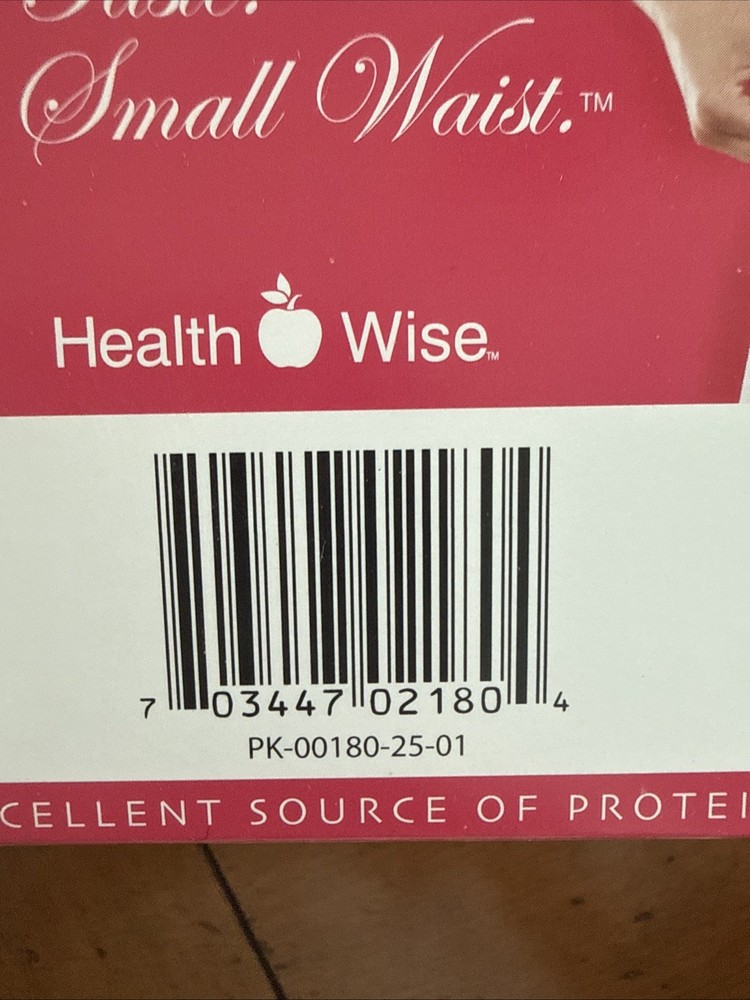 Small Waist.™
Health Wise™
7 03447 02180 4
PK-00180-25-01
CELLENT SOURCE OF PROTEI